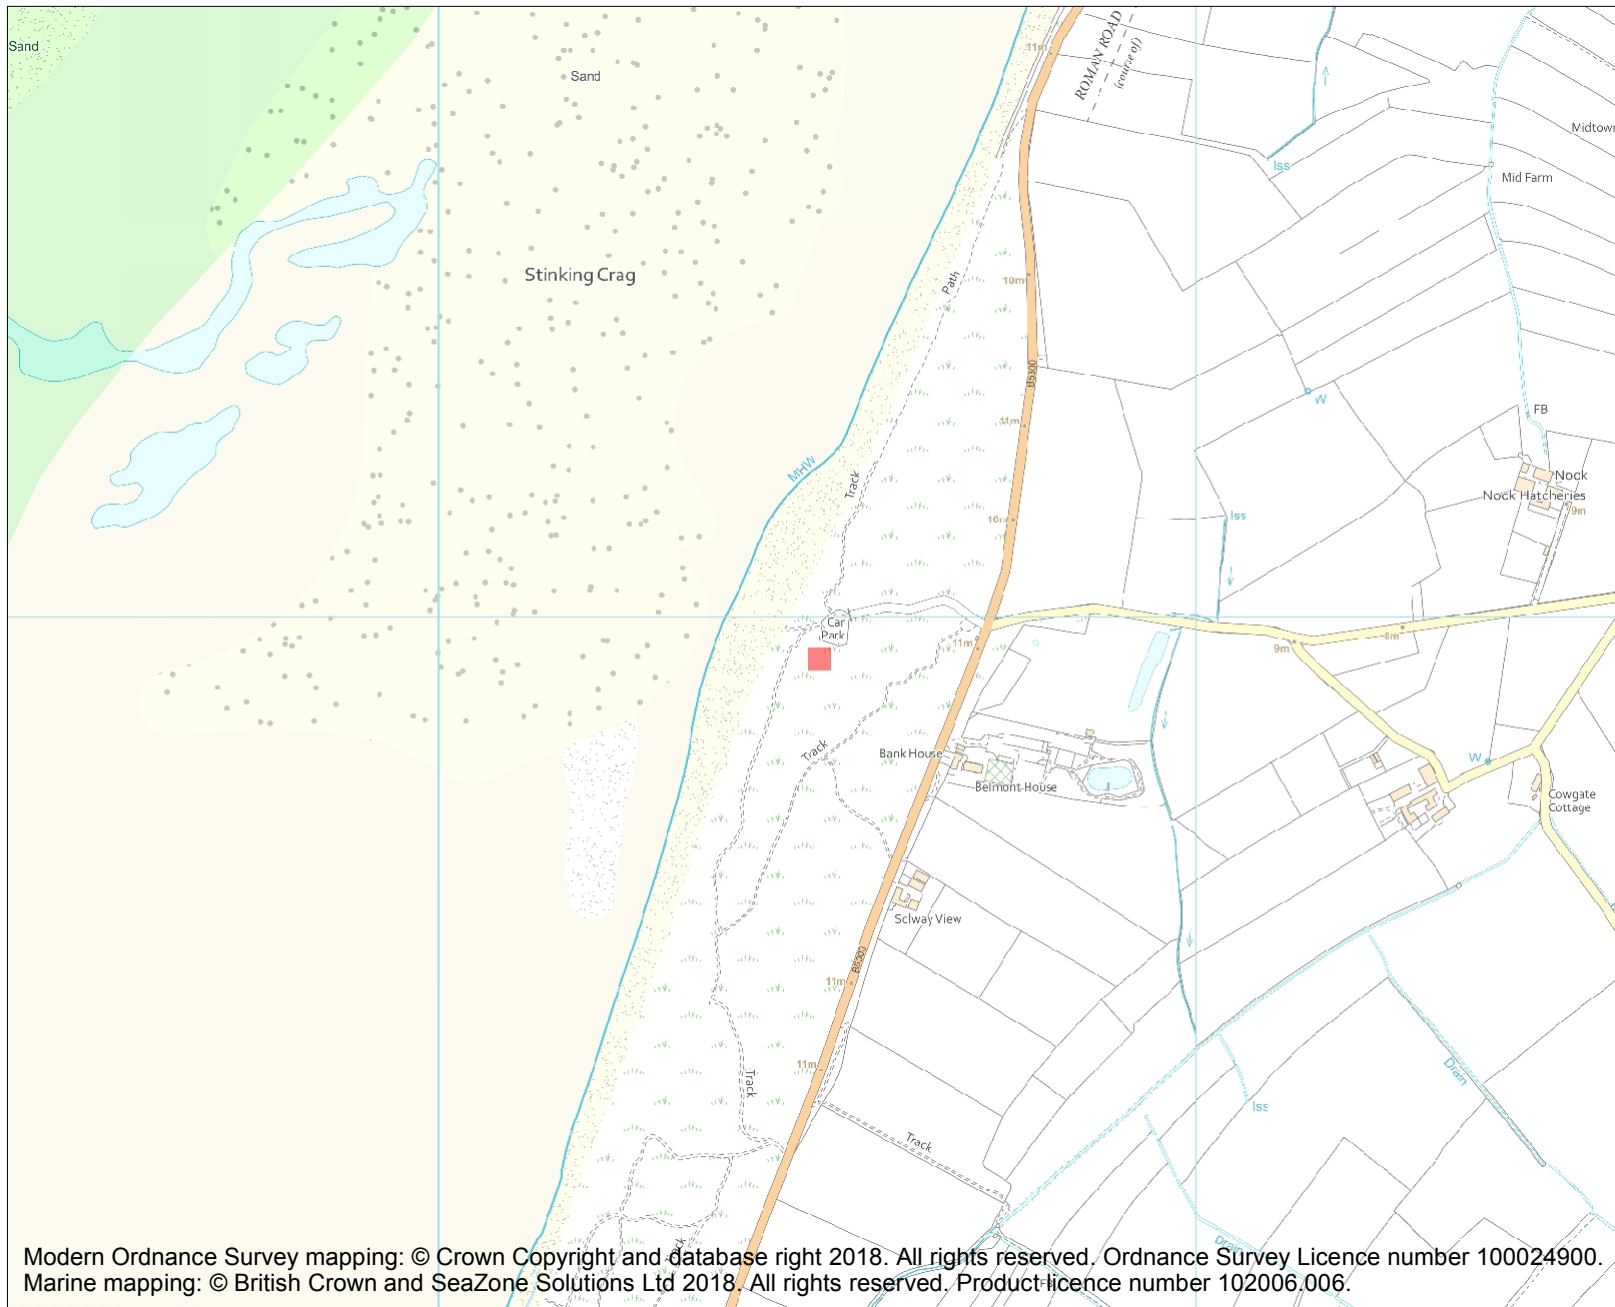 Sand
Sand
11m
ROMAN ROAD
(course of)
Iss
Midtown
Mid Farm
Stinking Crag
Path
10m
B5300
W
FB
11m
MHW
Track
Nock
Nock Hatcheries
9m
10m
Iss
Car
Park
11m
9m
8m
Track
Bank House
Belmont House
W
Cowgate
Cottage
Solway View
B5300
11m
11m
Track
Drain
Iss
Track
Track
Drain
FB
Modern Ordnance Survey mapping: © Crown Copyright and database right 2018. All rights reserved. Ordnance Survey Licence number 100024900.
Marine mapping: © British Crown and SeaZone Solutions Ltd 2018. All rights reserved. Product licence number 102006.006.